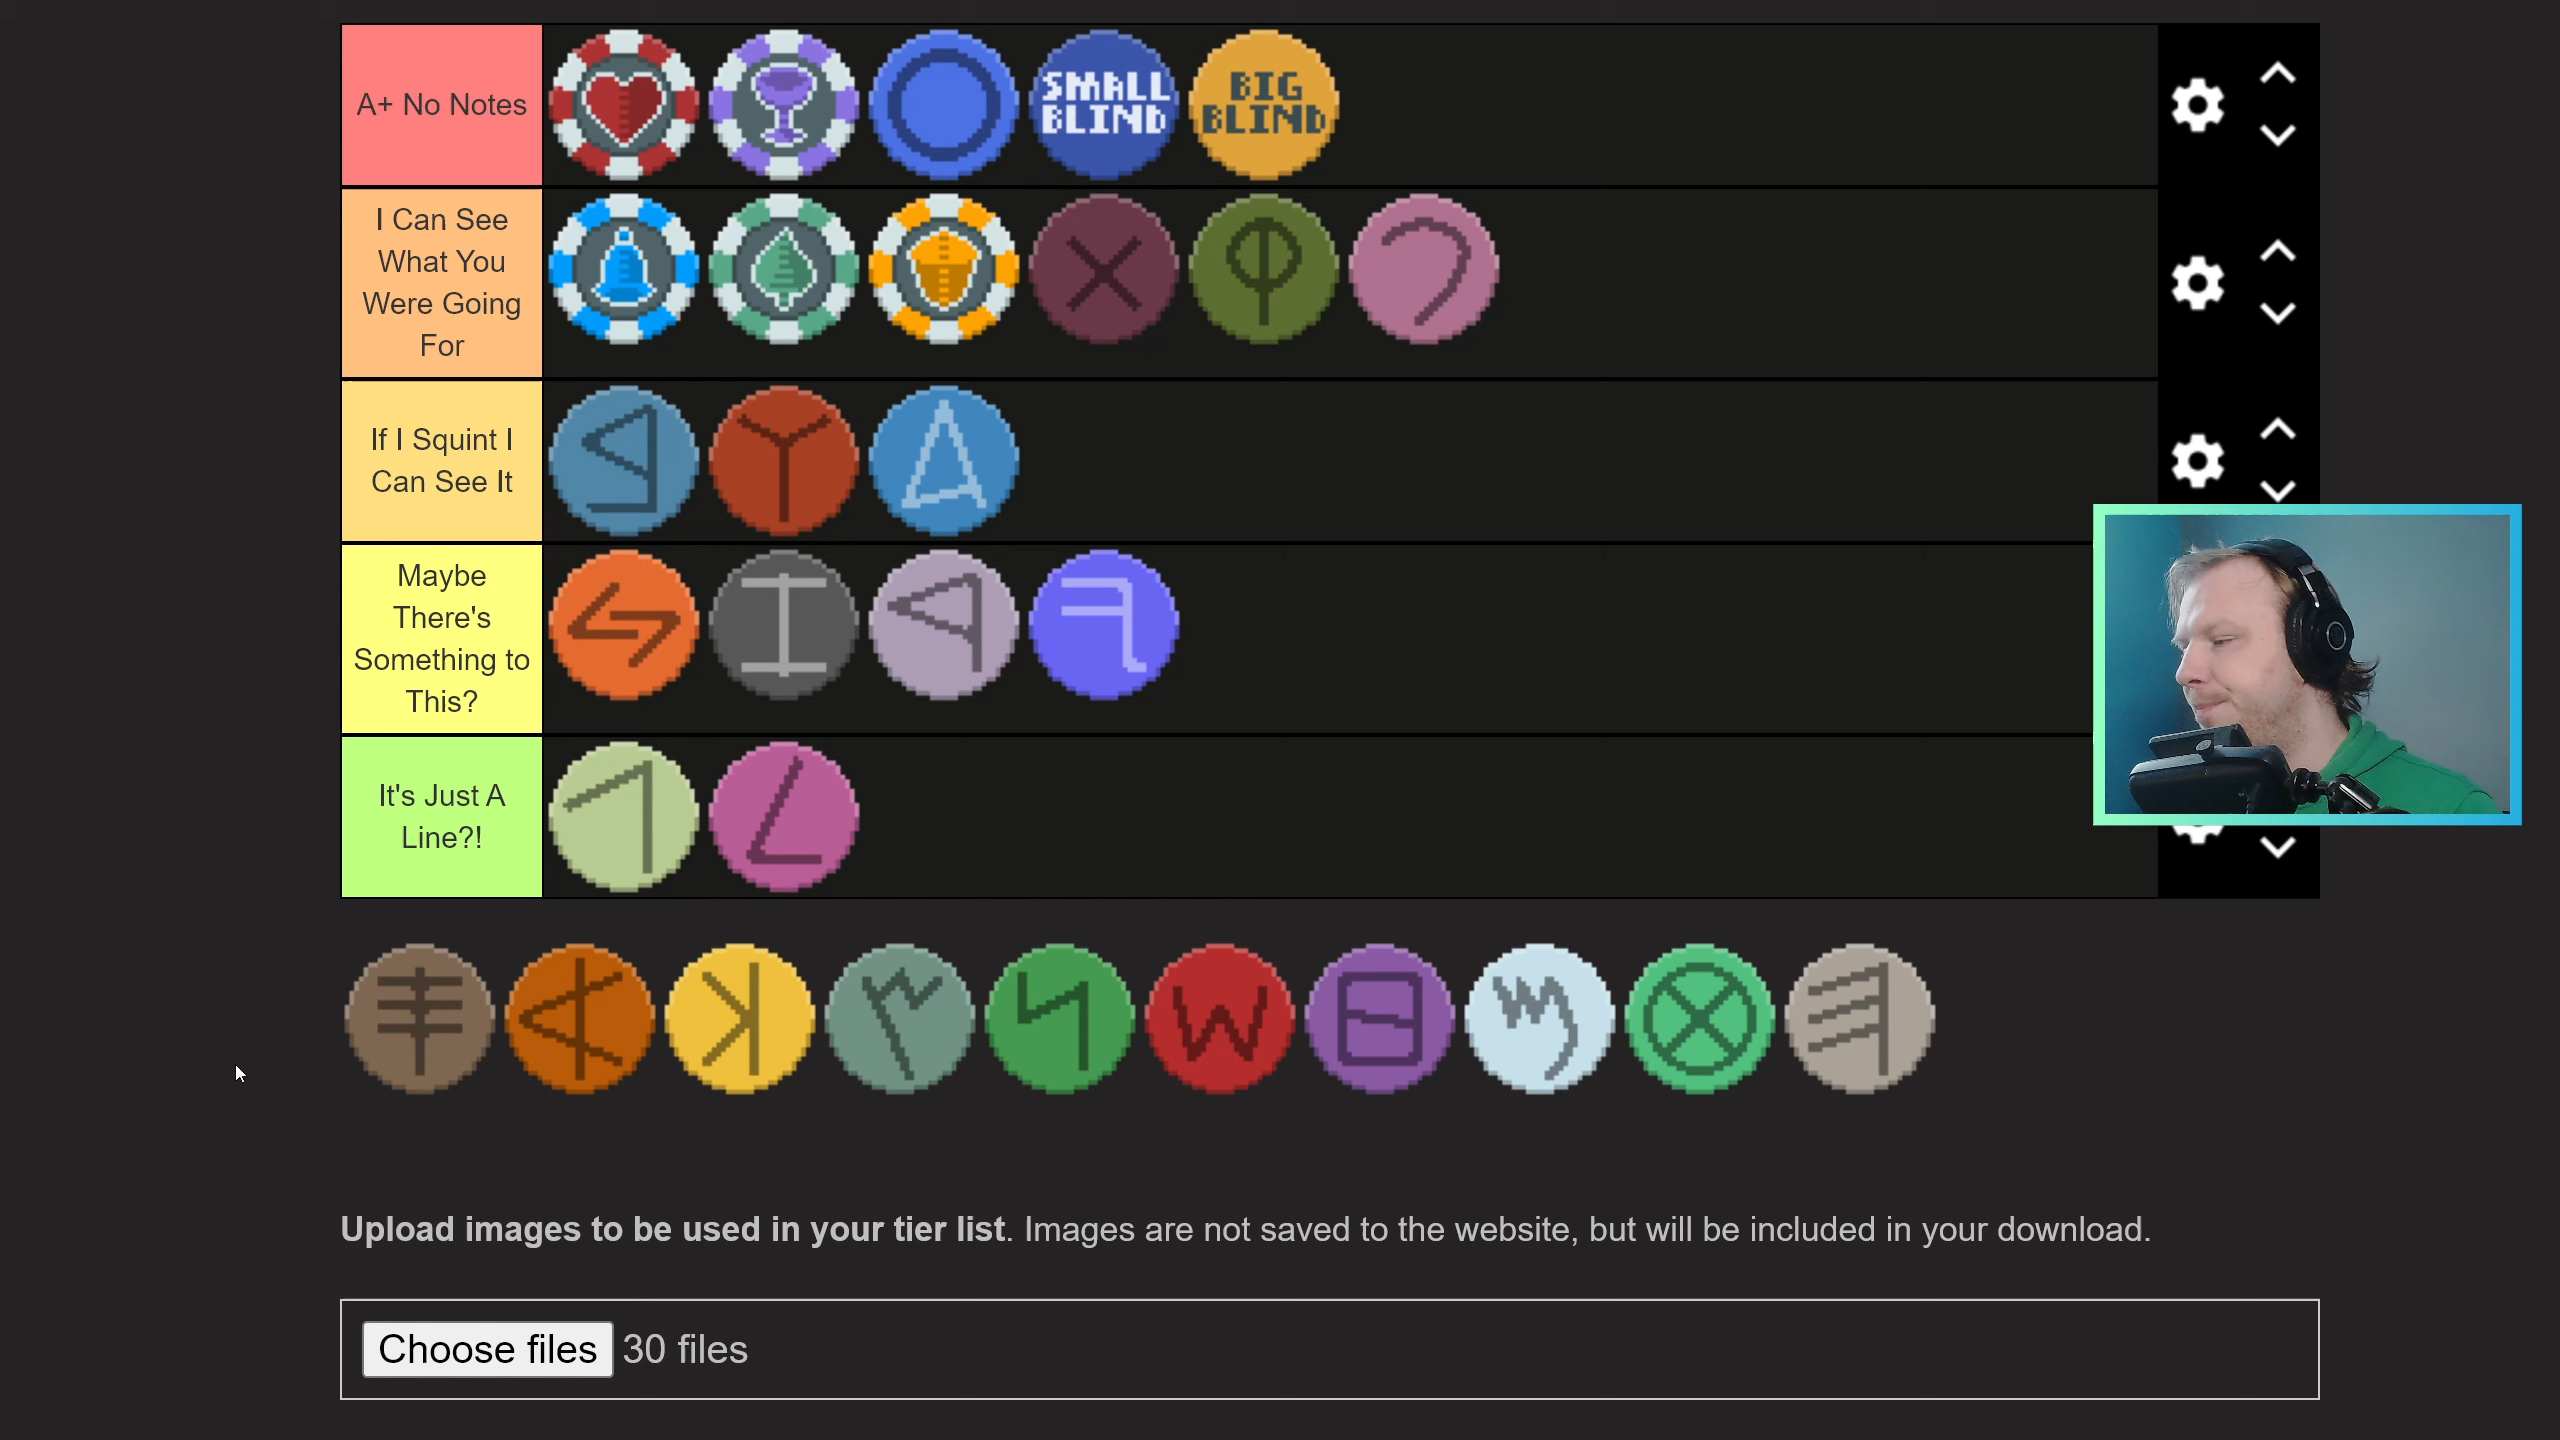 A+ No Notes
SMALL
BLIND
BIG
BLIND
I Can See
What You
Were Going
For
If I Squint I
Can See It
Maybe
There's
Something to
This?
It's Just A
Line?!
Upload images to be used in your tier list. Images are not saved to the website, but will be included in your download.
Choose files 30 files